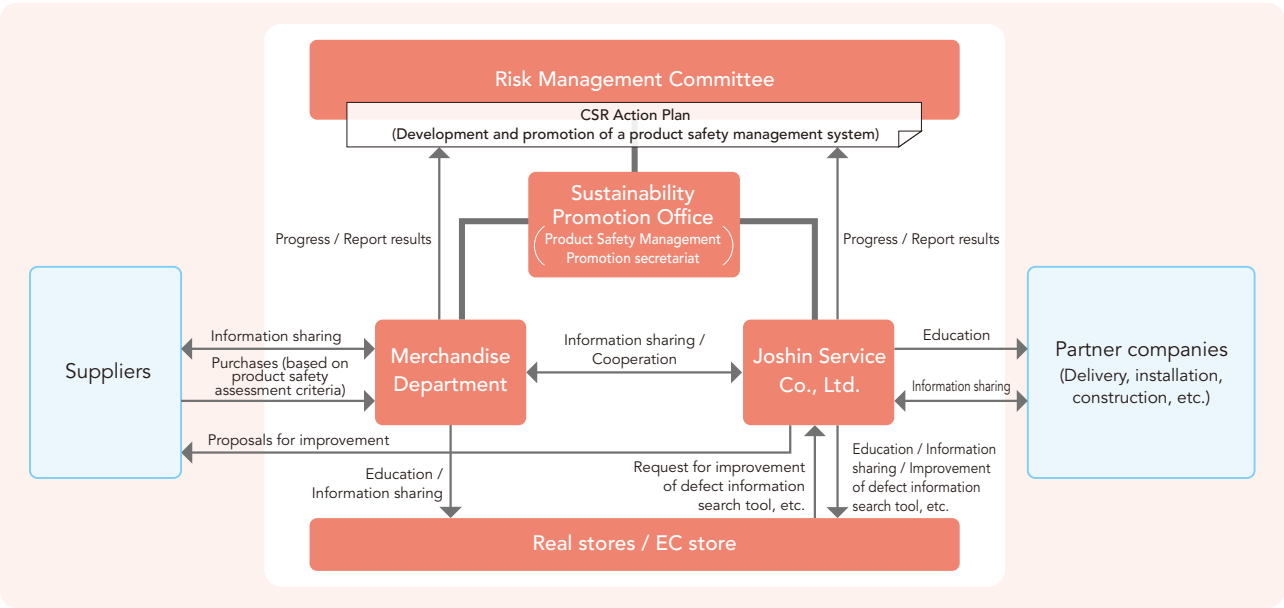 Risk Management Committee
CSR Action Plan
(Development and promotion of a product safety management system)
Sustainability
Promotion Office
(Product Safety Management
Promotion secretariat)
Progress / Report results
Progress / Report results
Suppliers
Information sharing
Purchases (based on
product safety
assessment criteria)
Proposals for improvement
Merchandise
Department
Information sharing /
Cooperation
Joshin Service
Co., Ltd.
Education
Information sharing
Partner companies
(Delivery, installation,
construction, etc.)
Education /
Information sharing
Request for improvement
of defect information
search tool, etc.
Education / Information
sharing / Improvement
of defect information
search tool, etc.
Real stores / EC store